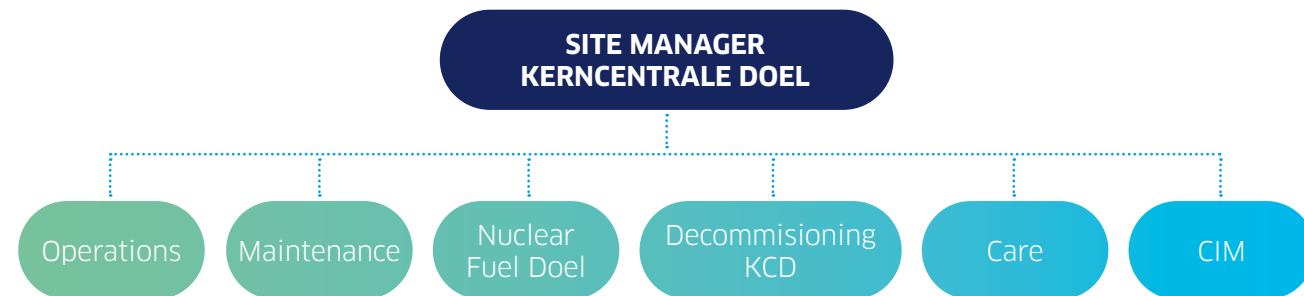 SITE MANAGER
KERNCENTRALE DOEL
Operations
Maintenance
Nuclear
Fuel Doel
Decommisioning
KCD
Care
CIM